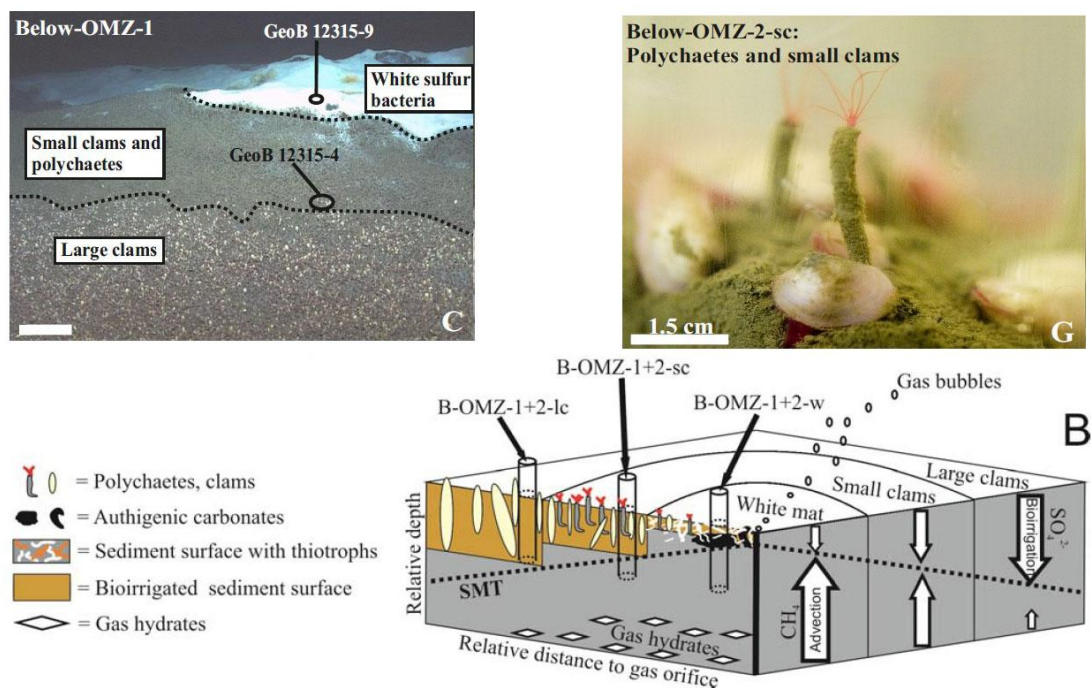 Below-OMZ-1
GeoB 12315-9
White sulfur
bacteria
Small clams and
polychaetes
GeoB 12315-4
Large clams
C
Below-OMZ-2-sc:
Polychaetes and small clams
1.5 cm
G
B-OMZ-1+2-lc
B-OMZ-1+2-sc
B-OMZ-1+2-w
Gas bubbles
B
= Polychaetes, clams
= Authigenic carbonates
= Sediment surface with thiotrophs
= Bioirrigated sediment surface
= Gas hydrates
Relative depth
White mat
Small clams
Large clams
SMT
Gas hydrates
Relative distance to gas orifice
CH₄
Advection
Bioirrigation
SO₄²⁻